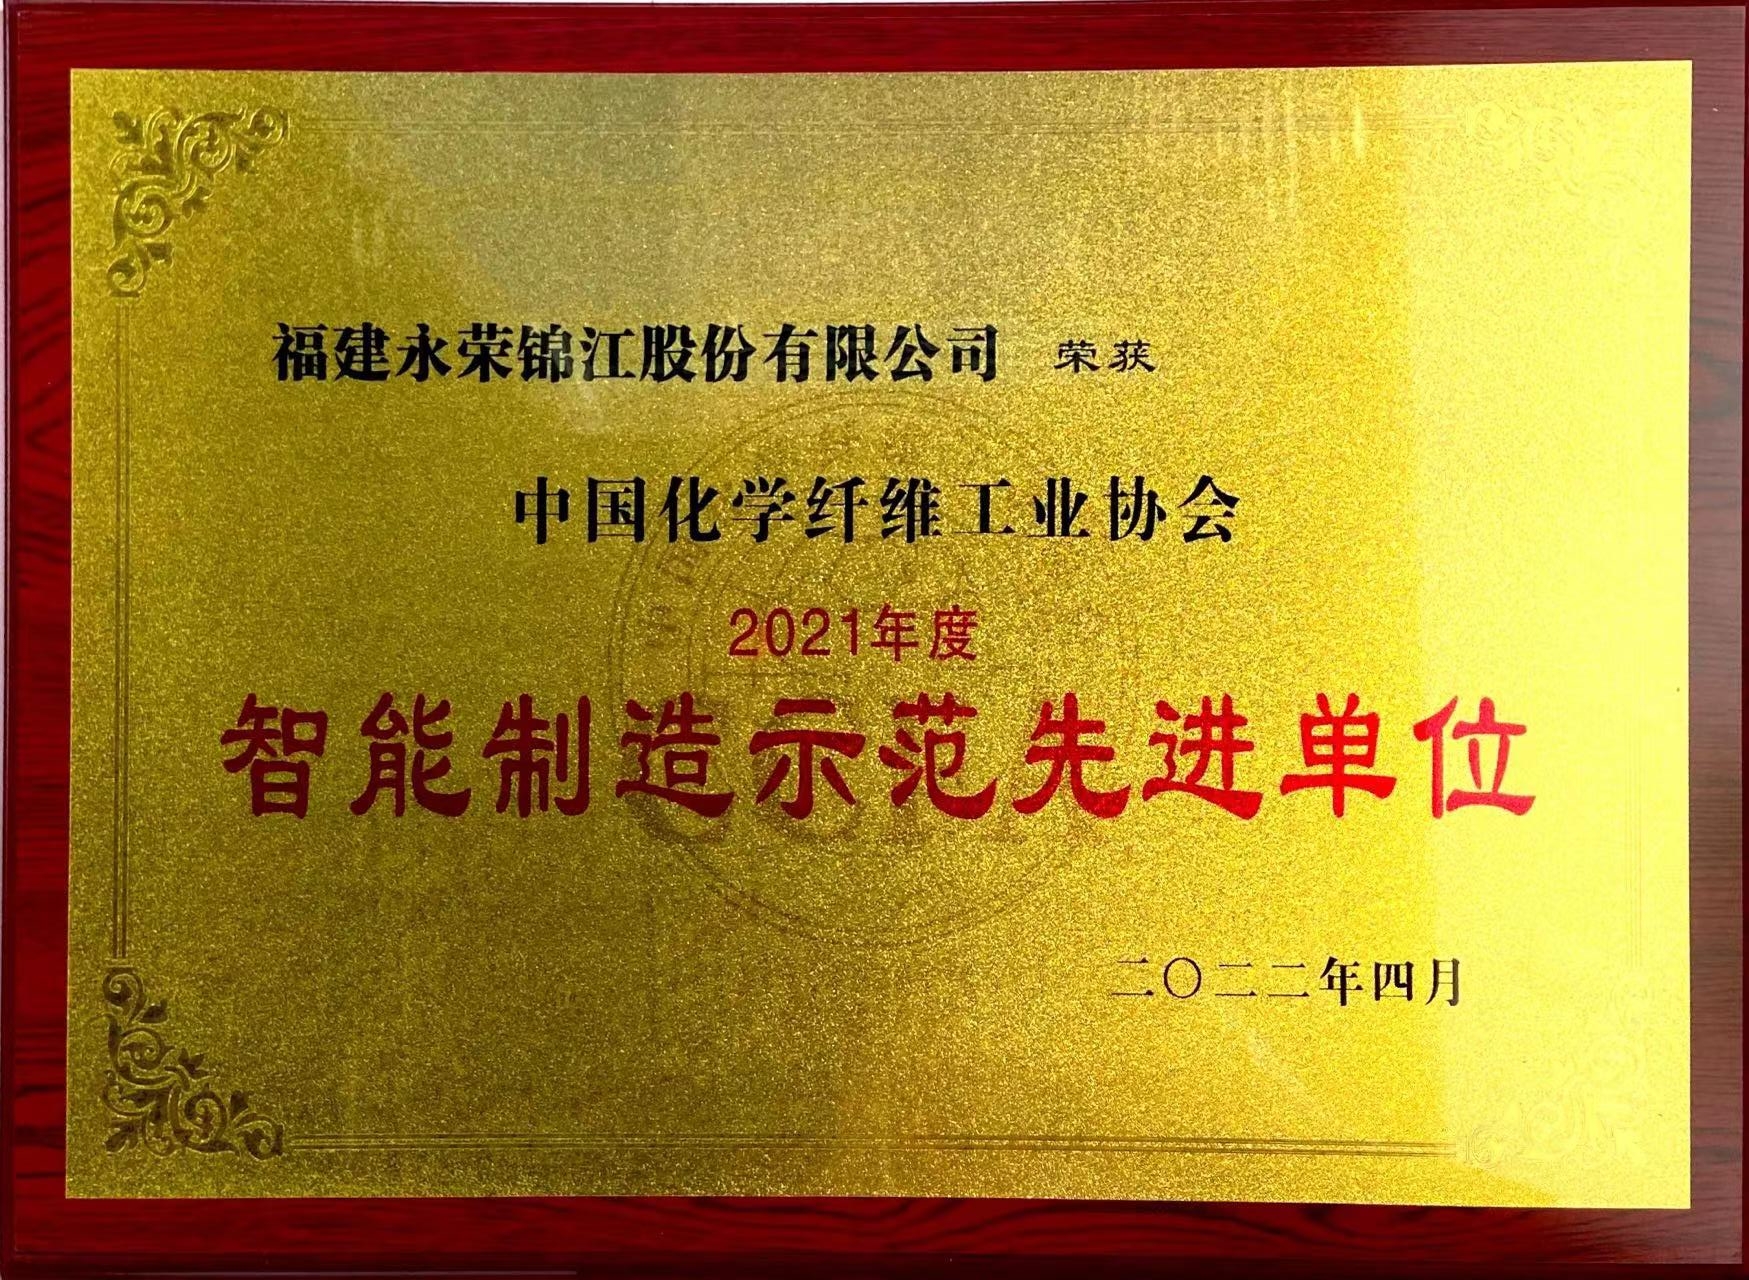 福建永荣锦江股份有限公司 荣获
中国化学纤维工业协会
2021年度
智能制造示范先进单位
二〇二二年四月